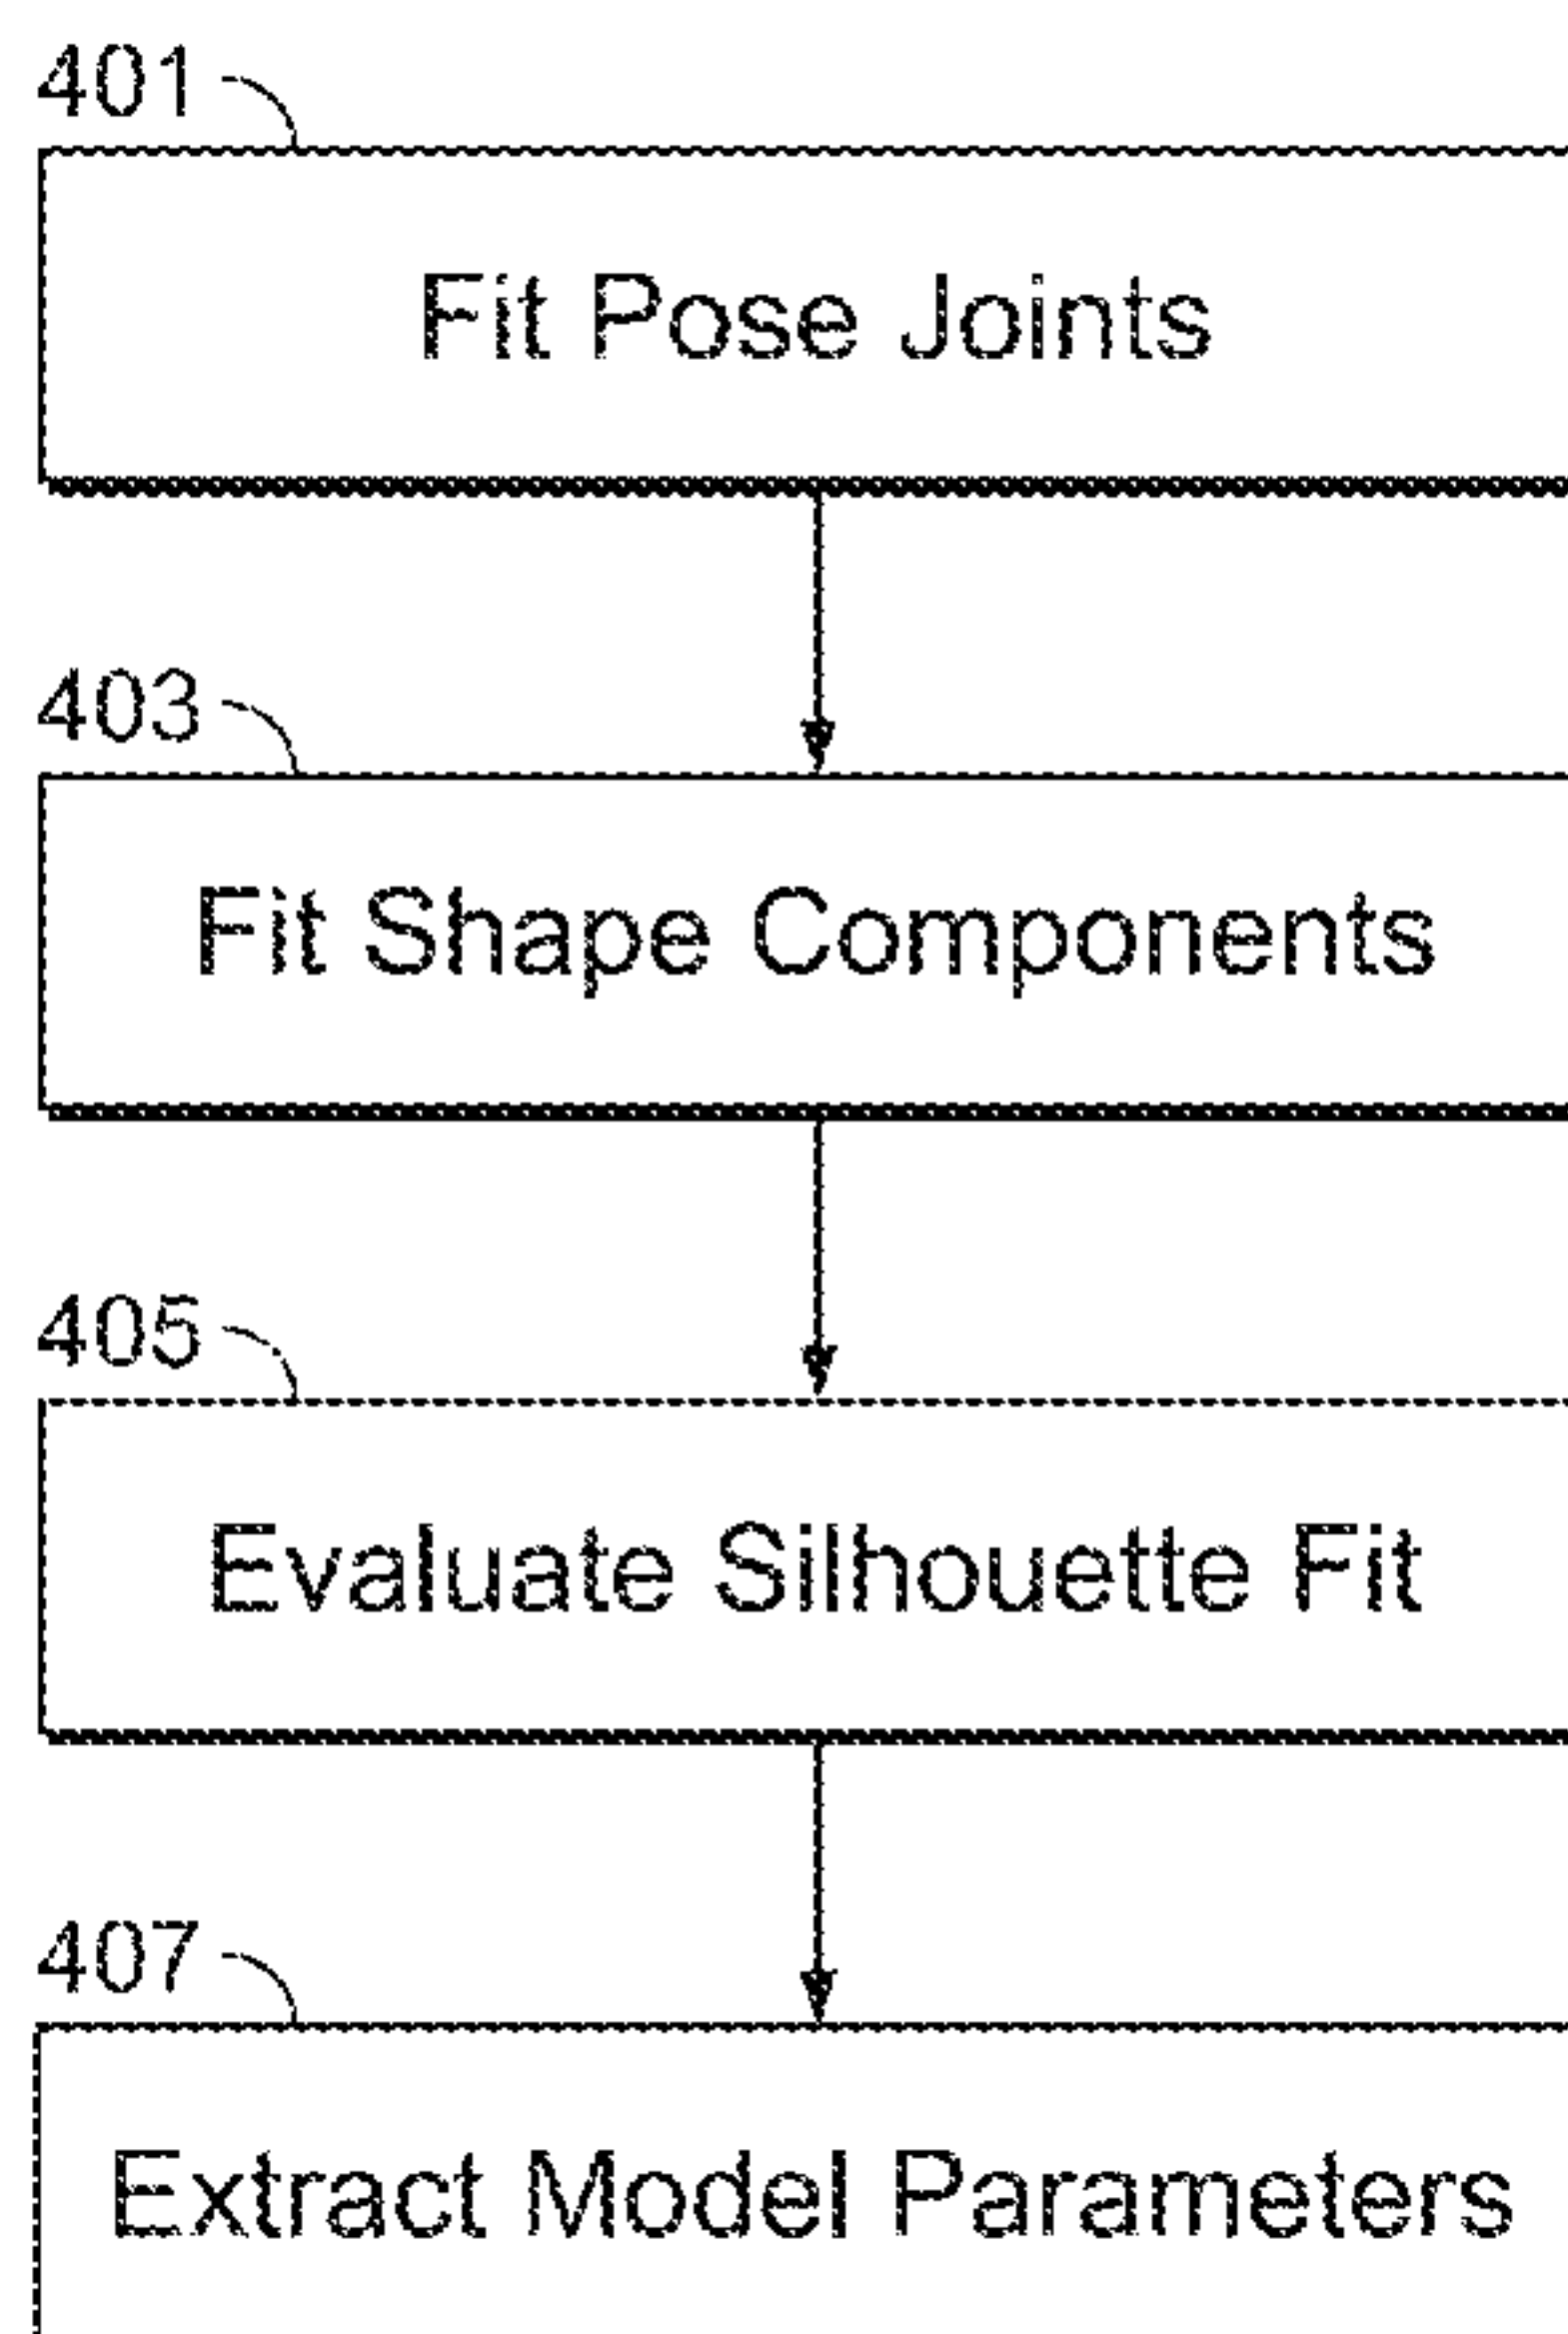 401
Fit Pose Joints
403
Fit Shape Components
405
Evaluate Silhouette Fit
407
Extract Model Parameters